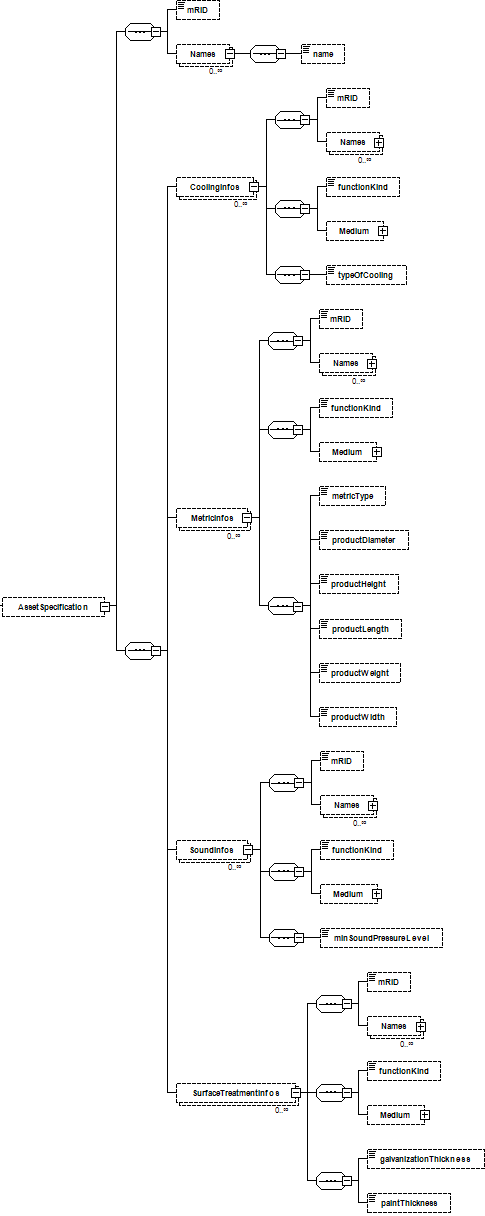 mRID
Names
0..∞
name
mRID
Names
0..∞
CoolingInfos
0..∞
functionKind
Medium
typeOfCooling
mRID
Names
0..∞
functionKind
Medium
MetricInfos
0..∞
metricType
productDiameter
productHeight
AssetSpecification
productLength
productWeight
productWidth
mRID
Names
0..∞
SoundInfos
0..∞
functionKind
Medium
minSoundPressureLevel
mRID
Names
0..∞
SurfaceTreatmentInfos
0..∞
functionKind
Medium
galvanizationThickness
paintThickness